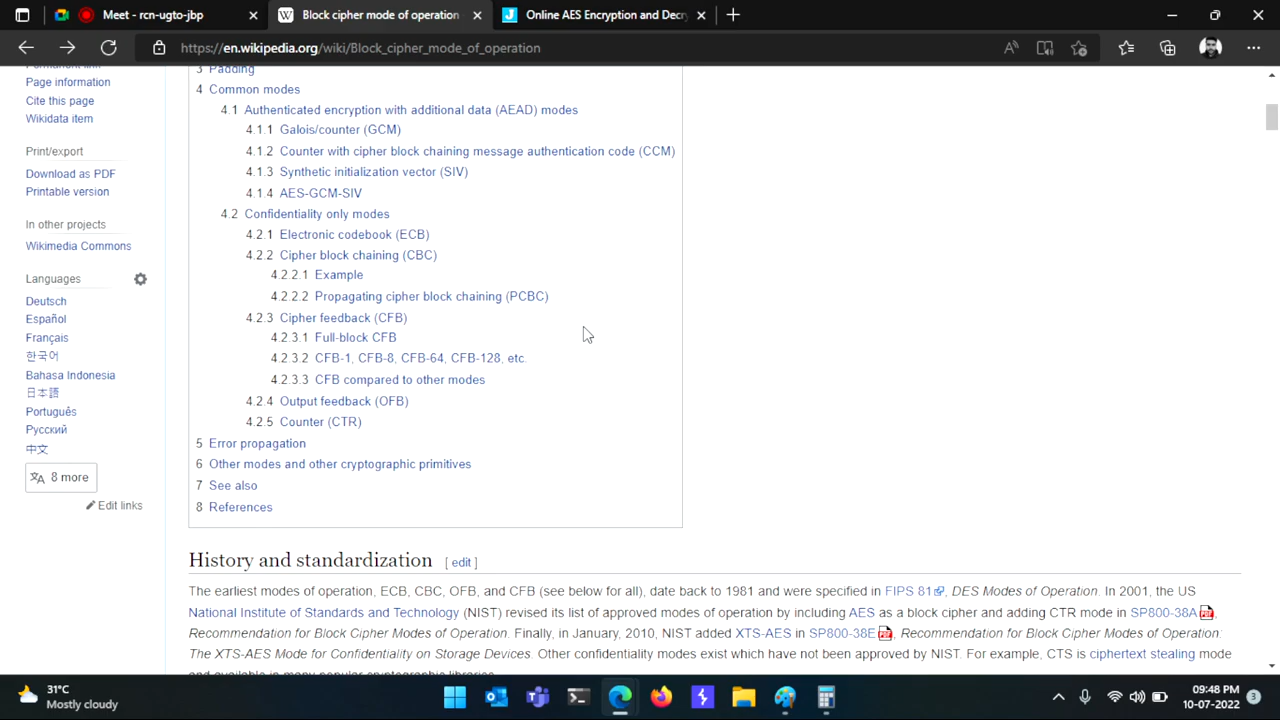 Meet - rcn-ugto-jbp
Block cipher mode of operation
Online AES Encryption and Decry
https://en.wikipedia.org/wiki/Block_cipher_mode_of_operation
Page information
Cite this page
Wikidata item
Print/export
Download as PDF
Printable version
In other projects
Wikimedia Commons
Languages
Deutsch
Español
Français
한국어
Bahasa Indonesia
日本語
Português
Русский
中文
8 more
Edit links
3 Padding
4 Common modes
4.1 Authenticated encryption with additional data (AEAD) modes
4.1.1 Galois/counter (GCM)
4.1.2 Counter with cipher block chaining message authentication code (CCM)
4.1.3 Synthetic initialization vector (SIV)
4.1.4 AES-GCM-SIV
4.2 Confidentiality only modes
4.2.1 Electronic codebook (ECB)
4.2.2 Cipher block chaining (CBC)
4.2.2.1 Example
4.2.2.2 Propagating cipher block chaining (PCBC)
4.2.3 Cipher feedback (CFB)
4.2.3.1 Full-block CFB
4.2.3.2 CFB-1, CFB-8, CFB-64, CFB-128, etc.
4.2.3.3 CFB compared to other modes
4.2.4 Output feedback (OFB)
4.2.5 Counter (CTR)
5 Error propagation
6 Other modes and other cryptographic primitives
7 See also
8 References
History and standardization [ edit ]
The earliest modes of operation, ECB, CBC, OFB, and CFB (see below for all), date back to 1981 and were specified in FIPS 81, DES Modes of Operation. In 2001, the US
National Institute of Standards and Technology (NIST) revised its list of approved modes of operation by including AES as a block cipher and adding CTR mode in SP800-38A,
Recommendation for Block Cipher Modes of Operation. Finally, in January, 2010, NIST added XTS-AES in SP800-38E, Recommendation for Block Cipher Modes of Operation:
The XTS-AES Mode for Confidentiality on Storage Devices. Other confidentiality modes exist which have not been approved by NIST. For example, CTS is ciphertext stealing mode
and available in many popular cryptographic libraries.
31°C
Mostly cloudy
09:48 PM
10-07-2022
3